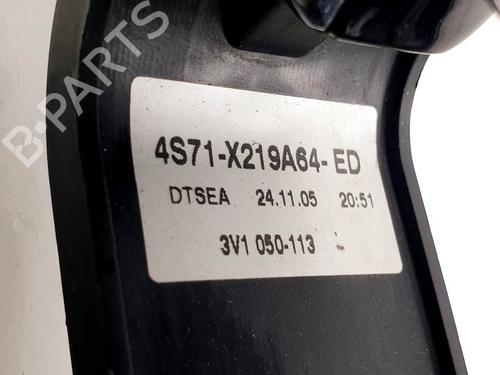 B-PARTS
4S71-X219A64-ED
DTSEA 24.11.05 20:51
3V1 050-113